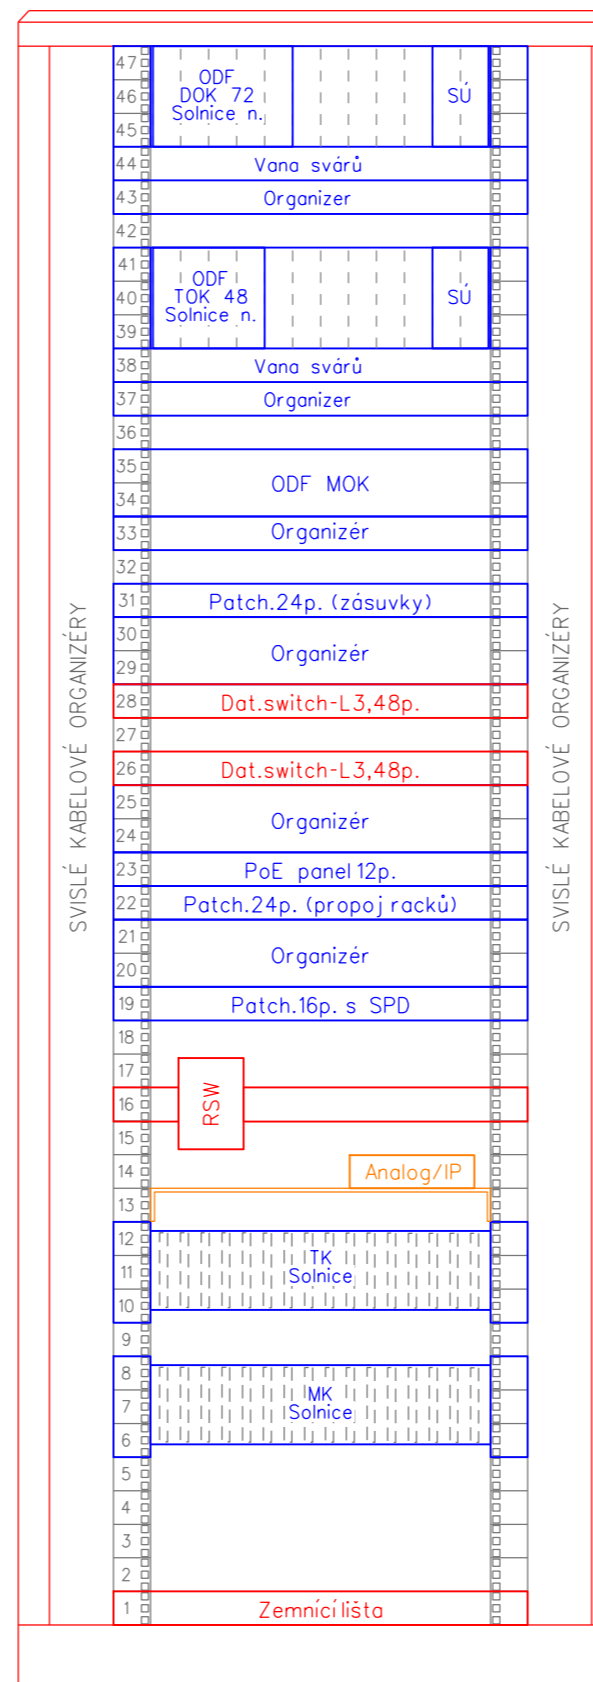 47
ODF
46
DOK 72
SÚ
Solnice n.
45
44
Vana svárů
43
Organizer
42
41
ODF
40
TOK 48
SÚ
Solnice n.
39
38
Vana svárů
37
Organizer
36
35
ODF MOK
34
33
Organizér
32
31
Patch.24p. (zásuvky)
30
Organizér
29
28
Dat.switch-L3,48p.
27
26
Dat.switch-L3,48p.
25
Organizér
24
23
PoE panel 12p.
22
Patch.24p. (propoj racků)
21
Organizér
20
19
Patch.16p. s SPD
18
17
16
RSW
15
14
Analog/IP
13
12
TK
11
Solnice
10
9
8
MK
7
Solnice
6
5
4
3
2
1
Zemnící lišta
SVISLÉ KABELOVÉ ORGANIZÉRY
SVISLÉ KABELOVÉ ORGANIZÉRY